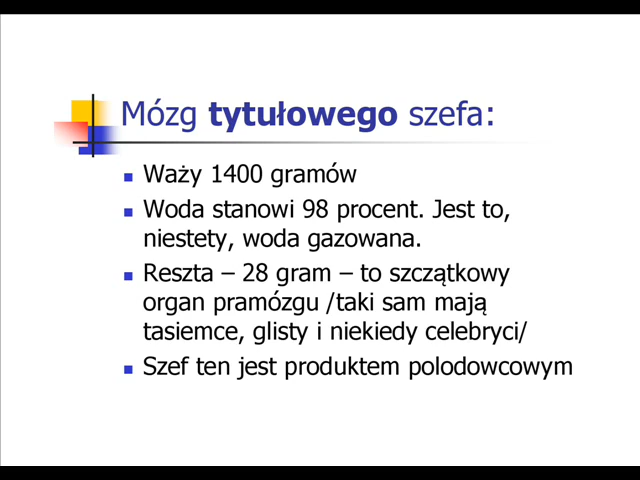 Mózg tytułowego szefa:
Waży 1400 gramów
Woda stanowi 98 procent. Jest to,
niestety, woda gazowana.
Reszta – 28 gram – to szczątkowy
organ pramózgu /taki sam mają
tasiemce, glisty i niekiedy celebryci/
Szef ten jest produktem polodowcowym